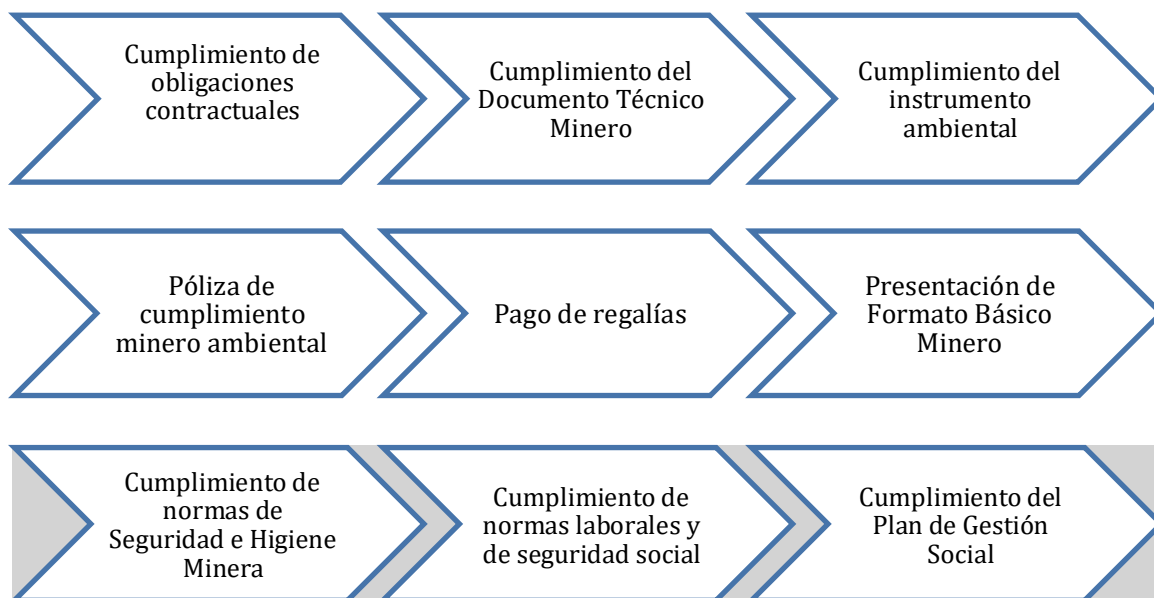 Cumplimiento de
obligaciones
contractuales
Cumplimiento del
Documento Técnico
Minero
Cumplimiento del
instrumento
ambiental
Póliza de
cumplimiento
minero ambiental
Pago de regalías
Presentación de
Formato Básico
Minero
Cumplimiento de
normas de
Seguridad e Higiene
Minera
Cumplimiento de
normas laborales y
de seguridad social
Cumplimiento del
Plan de Gestión
Social